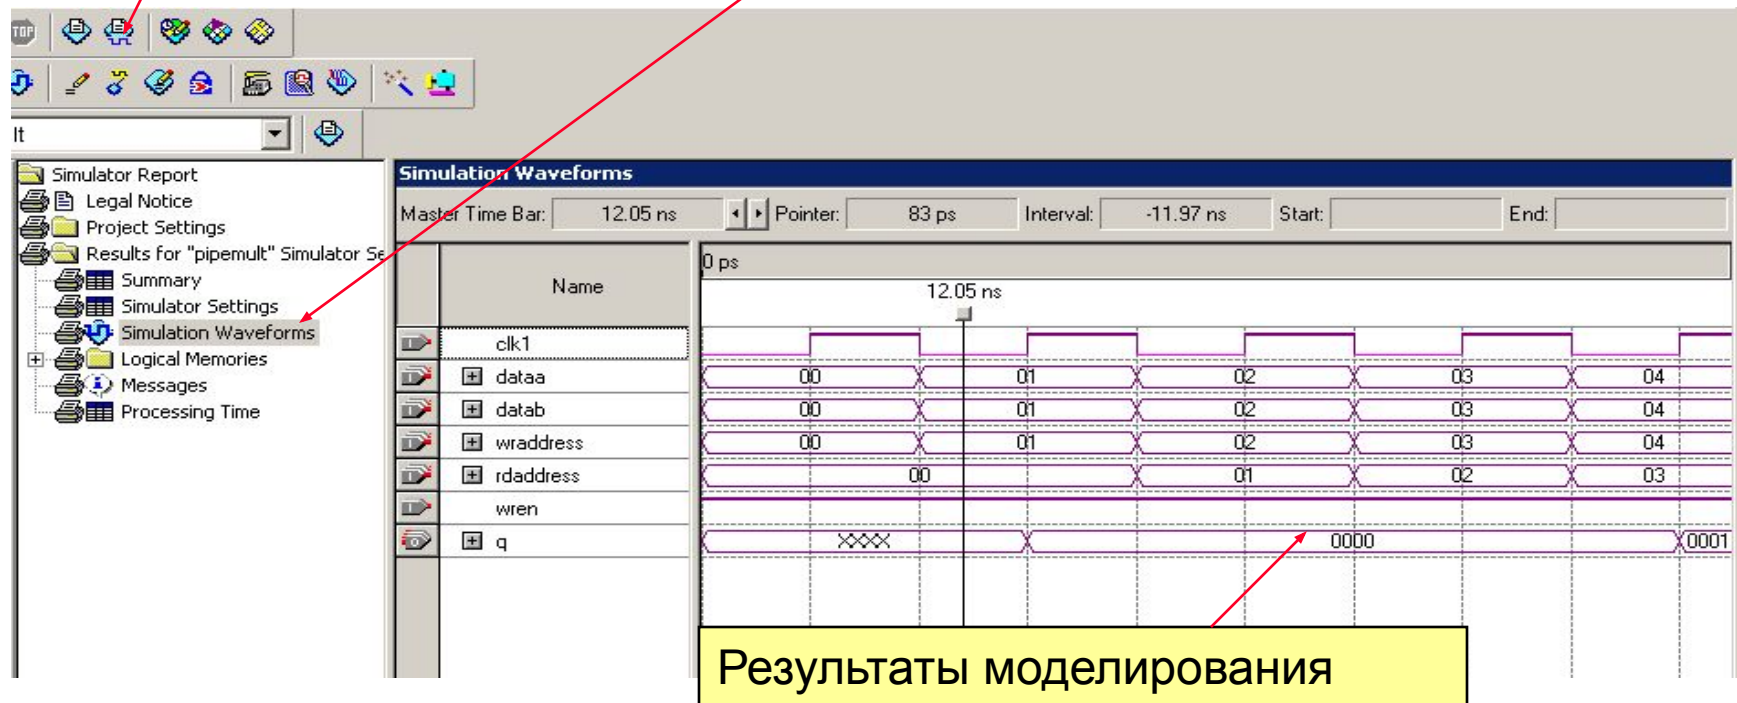 STOP
lt
Simulator Report
Legal Notice
Project Settings
Results for "pipemult" Simulator Se
Summary
Simulator Settings
Simulation Waveforms
Logical Memories
Messages
Processing Time
Simulation Waveforms
Master Time Bar: 12.05 ns Pointer: 83 ps Interval: -11.97 ns Start: End:
Name
0 ps
12.05 ns
clk1
dataa 00 01 02 03 04
datab 00 01 02 03 04
wraddress 00 01 02 03 04
rdaddress 00 01 02 03
wren
q XXXX 0000 0001
Результаты моделирования